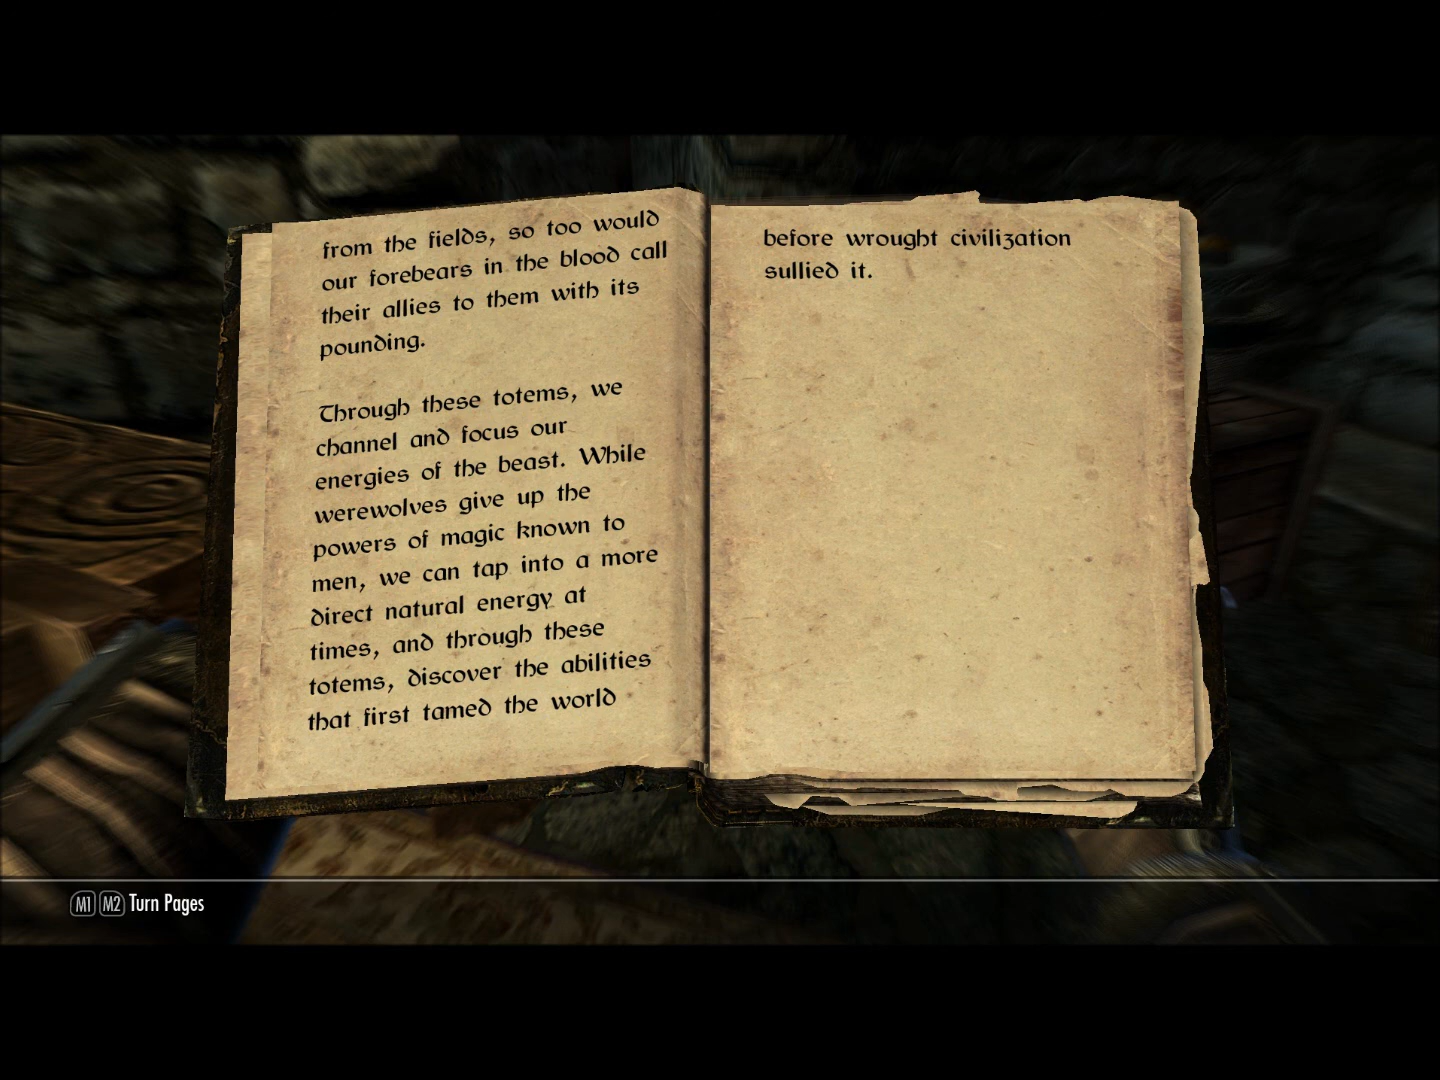 from the fields, so too would
our forebears in the blood call
their allies to them with its
pounding.
Through these totems, we
channel and focus our
energies of the beast. While
werewolves give up the
powers of magic known to
men, we can tap into a more
direct natural energy at
times, and through these
totems, discover the abilities
that first tamed the world
before wrought civilization
sullied it.
M1 M2 Turn Pages